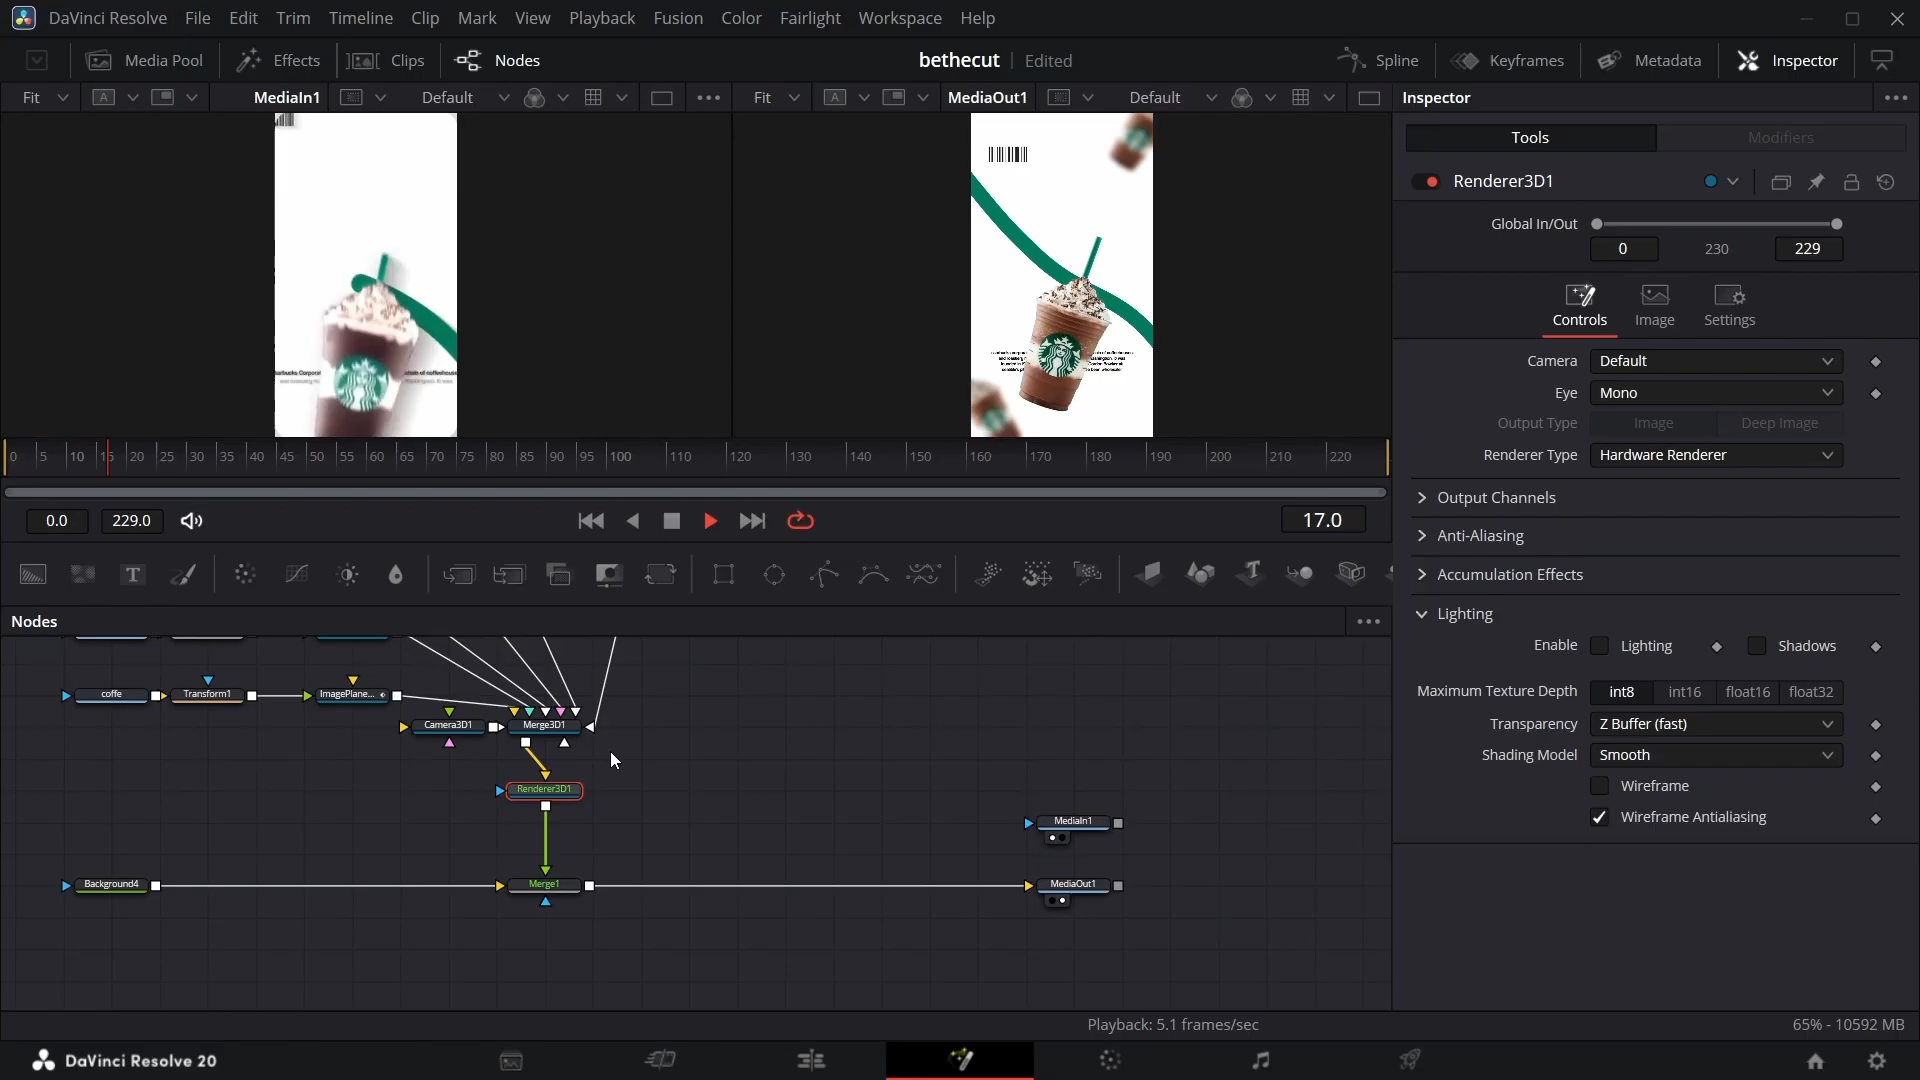 DaVinci Resolve File Edit Trim Timeline Clip Mark View Playback Fusion Color Fairlight Workspace Help
Media Pool Effects Clips Nodes bethecut Edited Spline Keyframes Metadata Inspector
Fit A MediaIn1 Default Fit A MediaOut1 Default Inspector
Tools Modifiers
Renderer3D1
Global In/Out
0 230 229
Controls Image Settings
Camera Default
Eye Mono
Output Type Image Deep Image
Renderer Type Hardware Renderer
Output Channels
Anti-Aliasing
Accumulation Effects
Lighting
Enable Lighting Shadows
Maximum Texture Depth int8 int16 float16 float32
Transparency Z Buffer (fast)
Shading Model Smooth
Wireframe
Wireframe Antialiasing
0 5 10 15 20 25 30 35 40 45 50 55 60 65 70 75 80 85 90 95 100 110 120 130 140 150 160 170 180 190 200 210 220
0.0 229.0 17.0
T T
Nodes
coffe Transform1 ImagePlane...
Camera3D1 Merge3D1
Renderer3D1
MediaIn1
Background4 Merge1 MediaOut1
Playback: 5.1 frames/sec 65% - 10592 MB
DaVinci Resolve 20